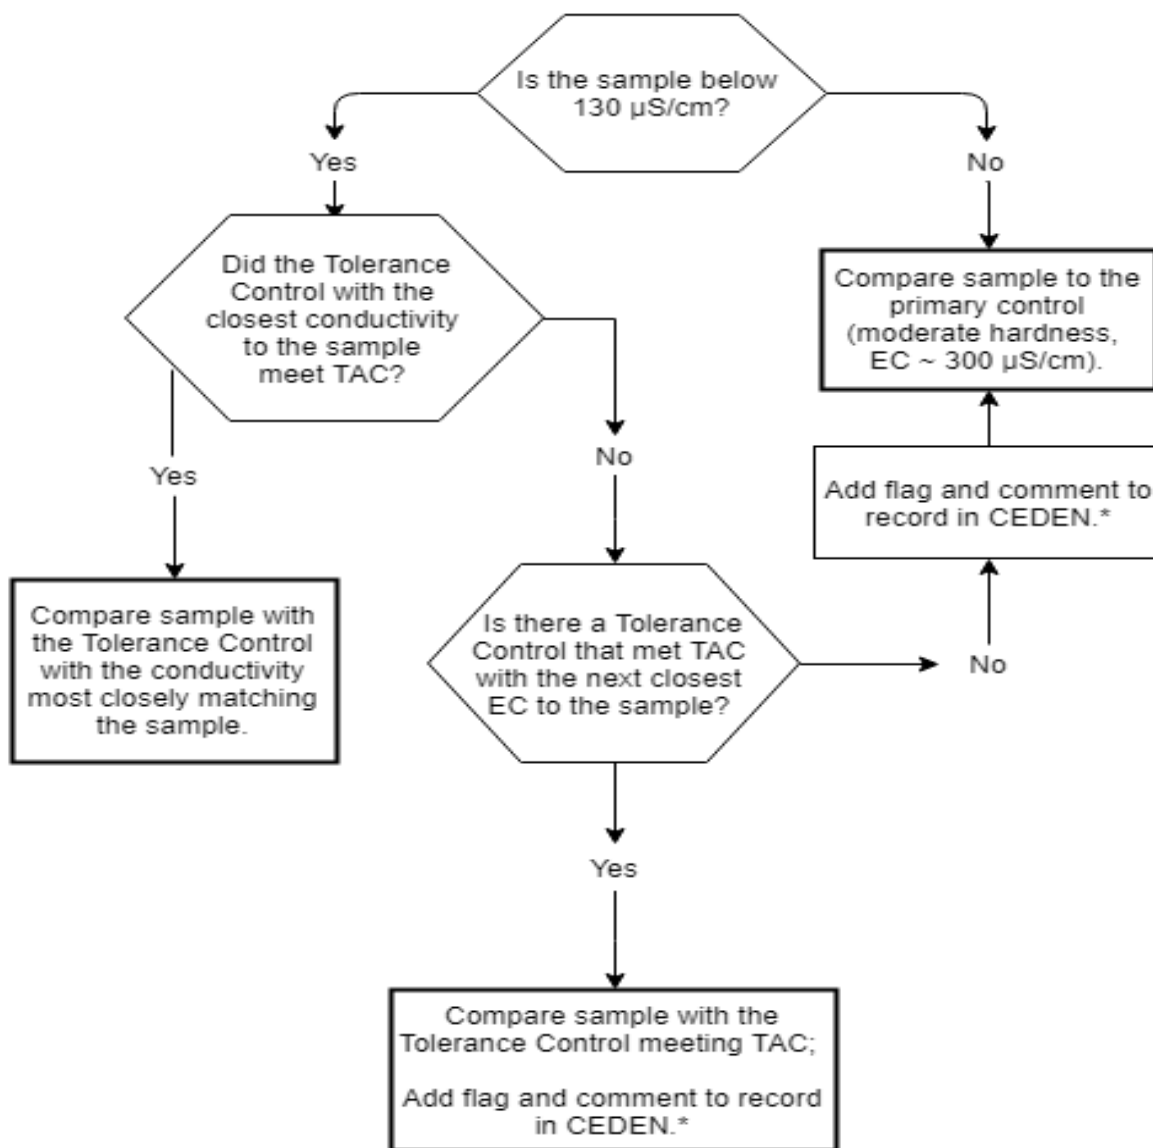 Is the sample below
130 µS/cm?
Yes
No
Did the Tolerance
Control with the
closest conductivity
to the sample
meet TAC?
Compare sample to the
primary control
(moderate hardness,
EC ~ 300 µS/cm).
Yes
No
Add flag and comment to
record in CEDEN.*
Compare sample with
the Tolerance Control
with the conductivity
most closely matching
the sample.
Is there a Tolerance
Control that met TAC
with the next closest
EC to the sample?
No
Yes
Compare sample with the
Tolerance Control meeting TAC;
Add flag and comment to record
in CEDEN.*